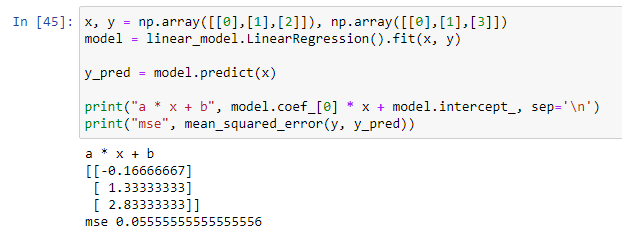 In [45]: x, y = np.array([[0],[1],[2]]), np.array([[0],[1],[3]])
model = linear_model.LinearRegression().fit(x, y)
y_pred = model.predict(x)
print("a * x + b", model.coef_[0] * x + model.intercept_, sep='\n')
print("mse", mean_squared_error(y, y_pred))
a * x + b
[[-0.16666667]
 [ 1.33333333]
 [ 2.83333333]]
mse 0.05555555555555556